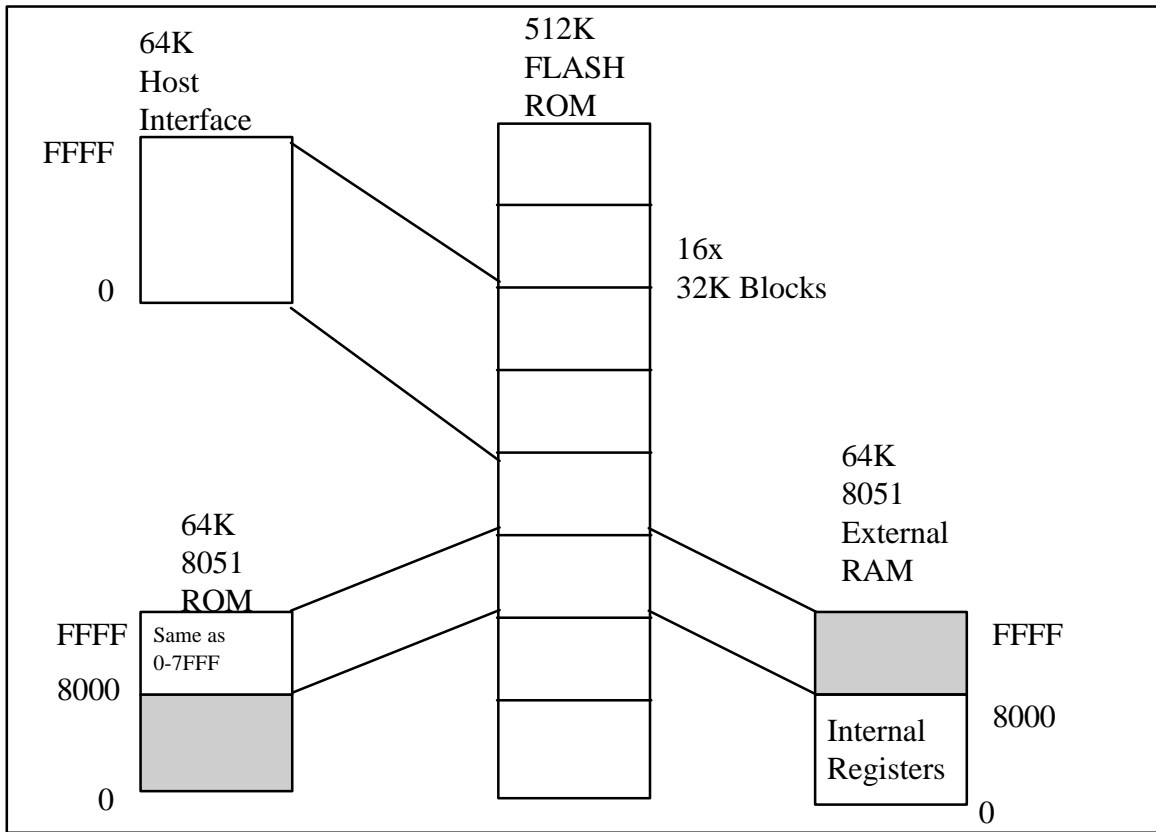 64K
Host
Interface
FFFF
0
512K
FLASH
ROM
16x
32K Blocks
64K
8051
ROM
FFFF
Same as
0-7FFF
8000
0
64K
8051
External
RAM
FFFF
8000
Internal
Registers
0